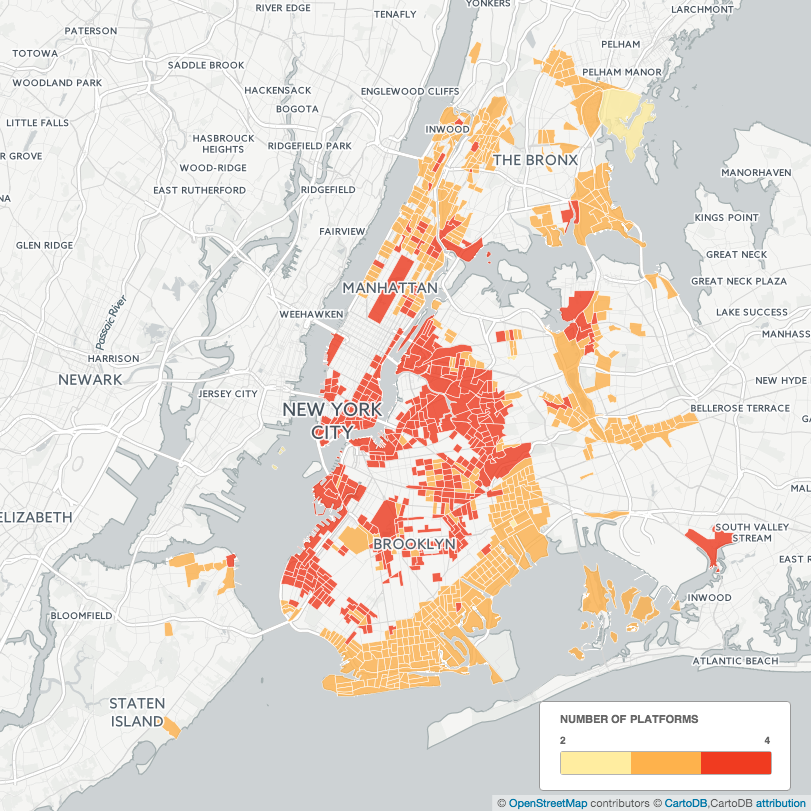 YONKERS
RIVER EDGE
TENAFLY
LARCHMONT
PATERSON
PELHAM
TOTOWA
SADDLE BROOK
PELHAM MANOR
WOODLAND PARK
HACKENSACK
ENGLEWOOD CLIFFS
BOGOTA
LITTLE FALLS
INWOOD
HASBROUCK
HEIGHTS
RIDGEFIELD PARK
R GROVE
THE BRONX
WOOD-RIDGE
MANORHAVEN
EAST RUTHERFORD
RIDGEFIELD
NA
KINGS POINT
FAIRVIEW
GLEN RIDGE
GREAT NECK
GREAT NECK PLAZA
MANHATTAN
Passaic River
WEEHAWKEN
LAKE SUCCESS
MANHASS
HARRISON
NEWARK
NEW HYDE
JERSEY CITY
NEW YORK
CITY
BELLEROSE TERRACE
GA
MAL
ELIZABETH
SOUTH VALLEY
STREAM
BROOKLYN
EAST R
INWOOD
BLOOMFIELD
ATLANTIC BEACH
STATEN
ISLAND
NUMBER OF PLATFORMS
2 4
© OpenStreetMap contributors © CartoDB,CartoDB attribution